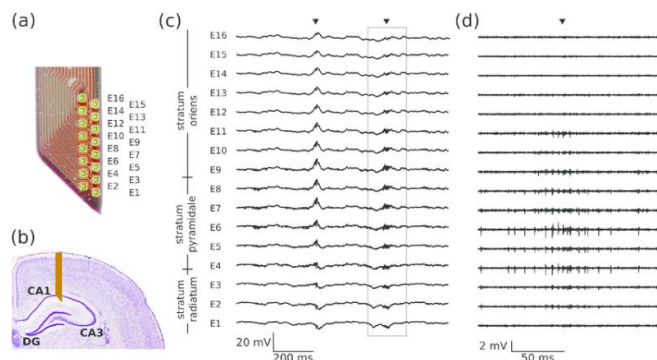 (a)
E16
E15
E14
E13
E12
E11
E10
E9
E8
E7
E6
E5
E4
E3
E2
E1
(b)
CA1
CA3
DG
(c)
stratum oriens
stratum pyramidale
stratum radiatum
E16
E15
E14
E13
E12
E11
E10
E9
E8
E7
E6
E5
E4
E3
E2
E1
20 mV
200 ms
(d)
2 mV
50 ms